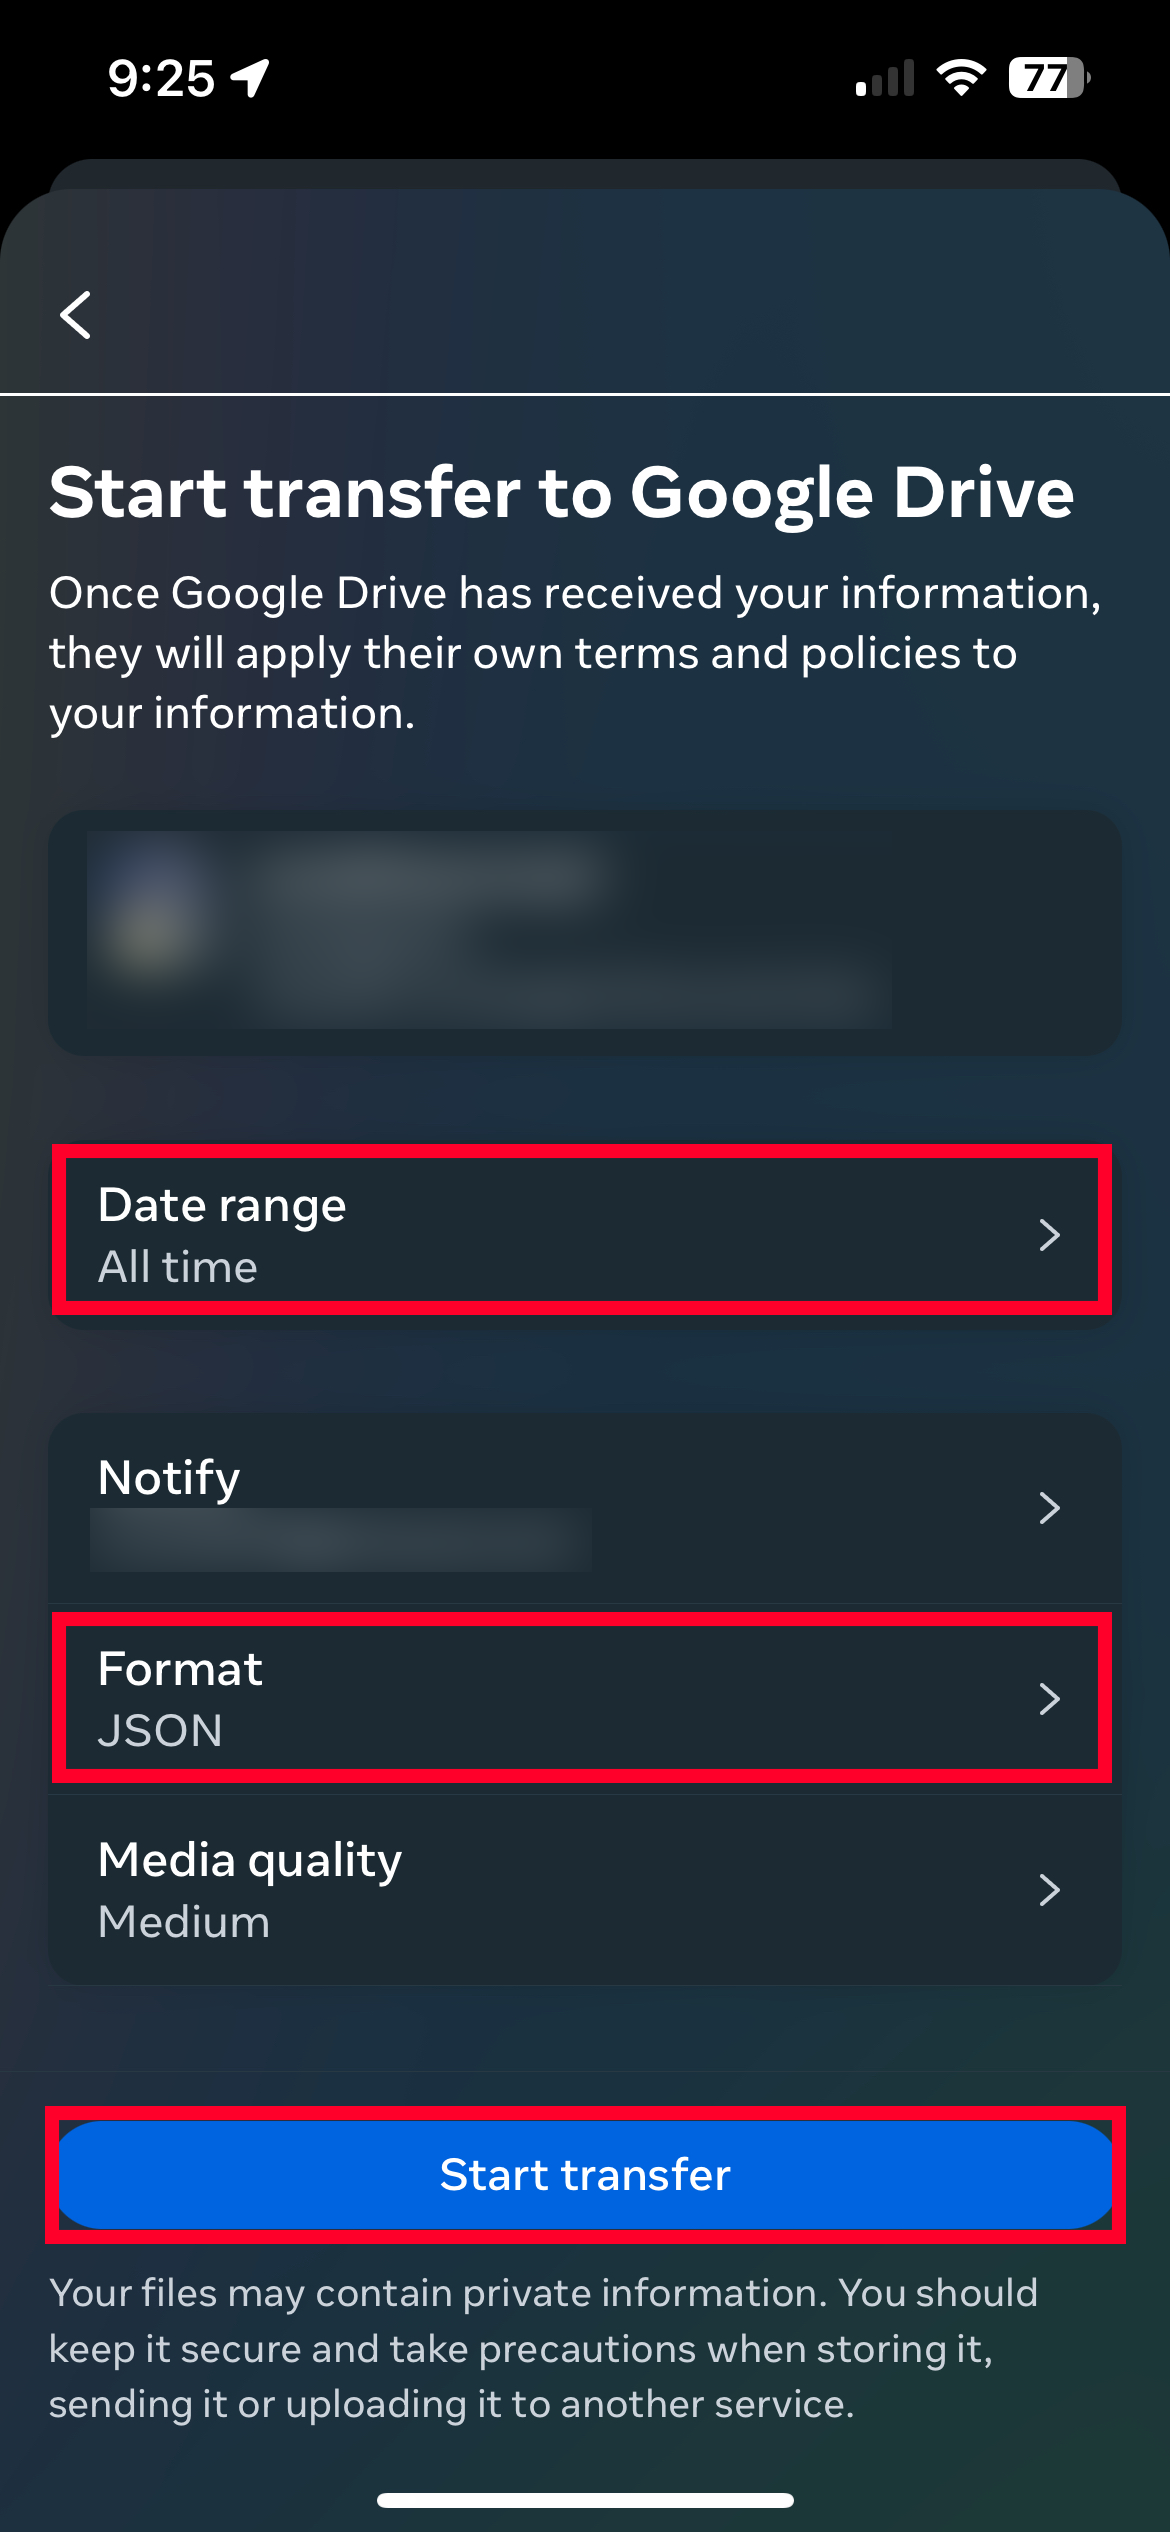 9:25
77
Start transfer to Google Drive
Once Google Drive has received your information,
they will apply their own terms and policies to
your information.
Date range
All time
Notify
Format
JSON
Media quality
Medium
Start transfer
Your files may contain private information. You should
keep it secure and take precautions when storing it,
sending it or uploading it to another service.